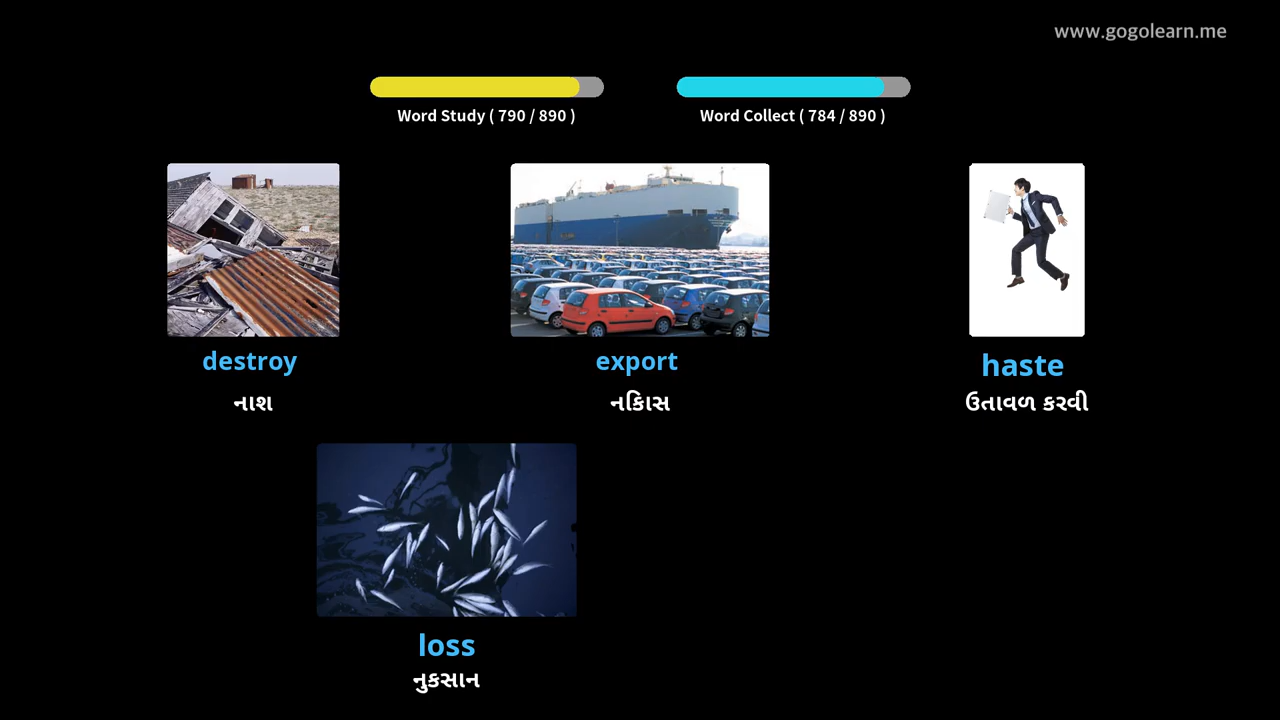 www.gogolearn.me
Word Study ( 790 / 890 )
Word Collect ( 784 / 890 )
destroy
નાશ
export
નકિાસ
haste
ઉતાવળ કરવી
loss
નુકસાન